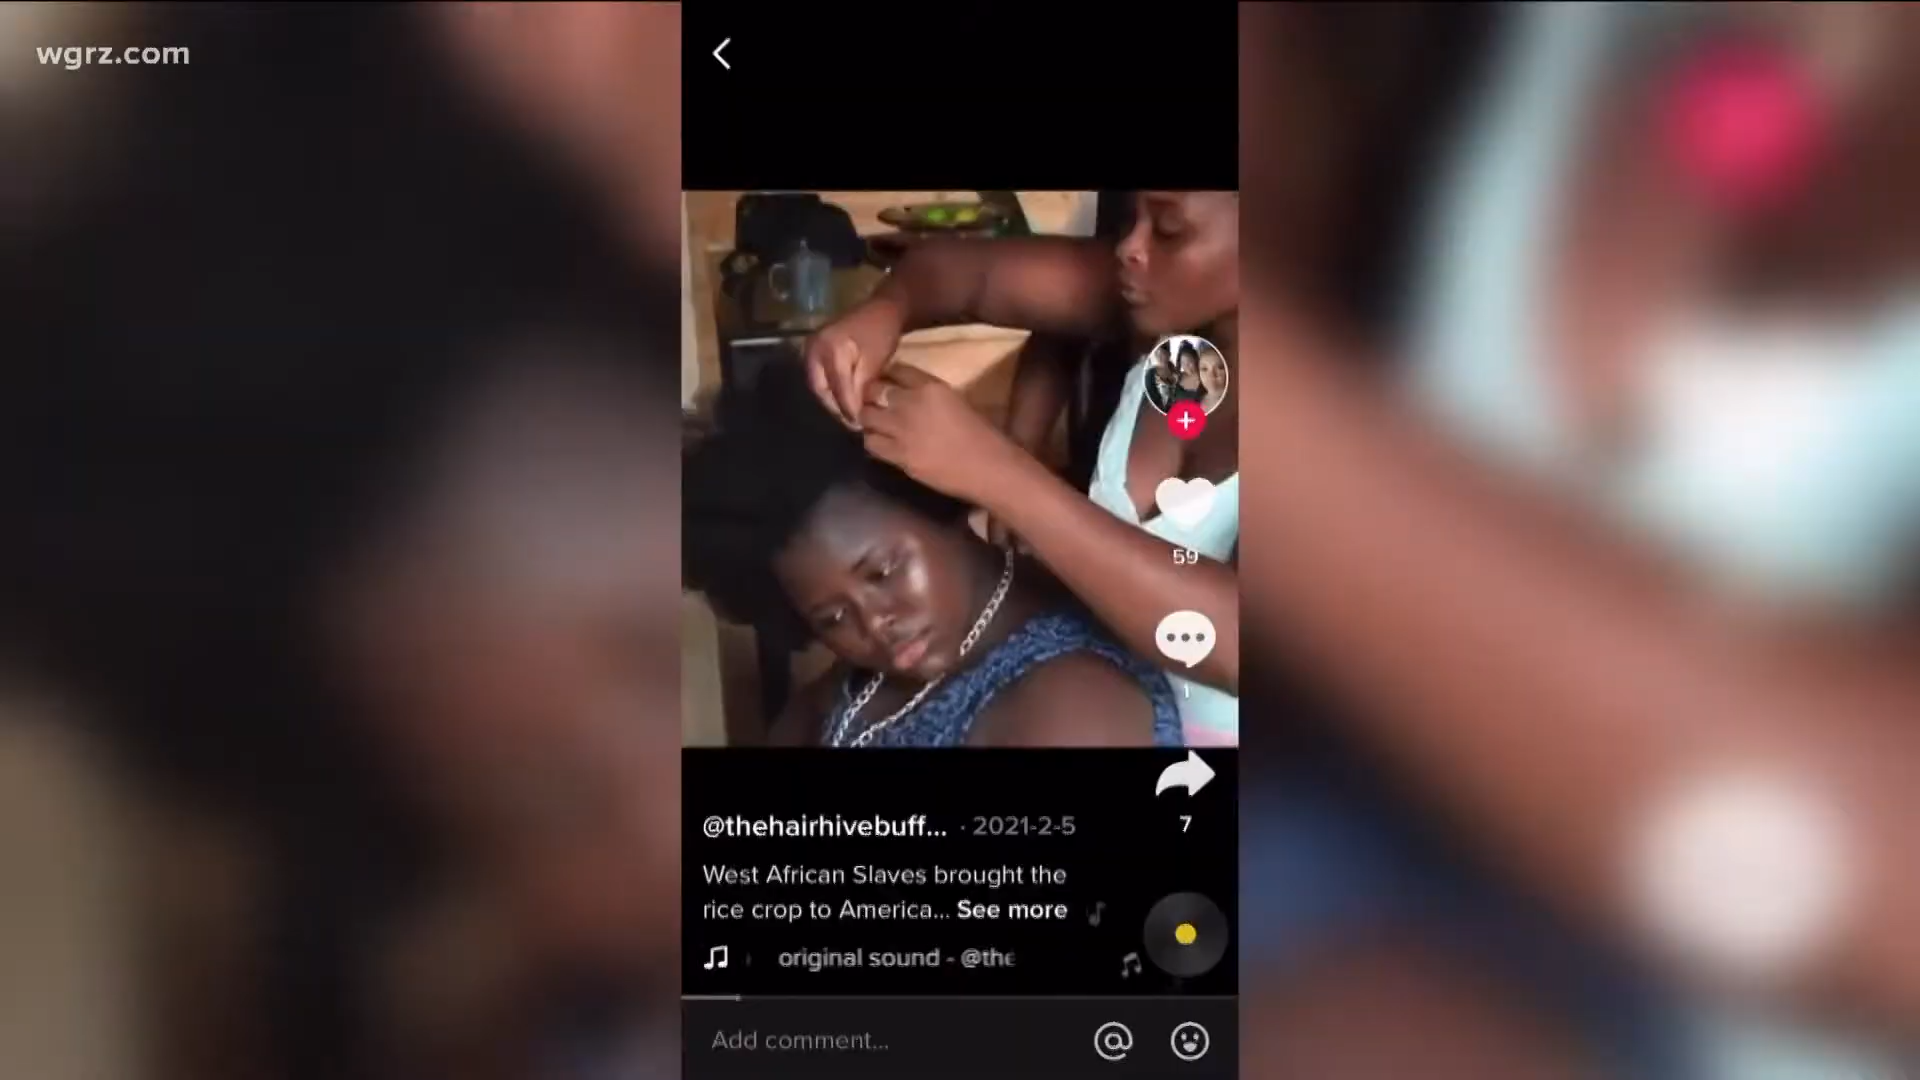 wgrz.com
59
1
7
@thehairhivebuff... · 2021-2-5
West African Slaves brought the
rice crop to America... See more
original sound - @the
Add comment...